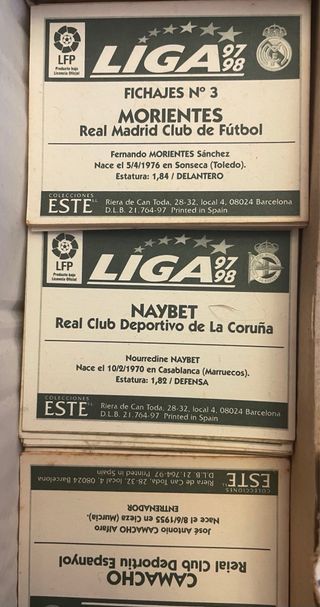 LFP
Producto bajo
Licencia Oficial
LIGA 97
98
FICHAJES Nº 3
MORIENTES
Real Madrid Club de Fútbol
Fernando MORIENTES Sánchez
Nace el 5/4/1976 en Sonseca (Toledo).
Estatura: 1,84 / DELANTERO
COLECCIONES
ESTE S.L.
Riera de Can Toda, 28-32, local 4, 08024 Barcelona
D.L.B. 21.764-97 Printed in Spain
LFP
Producto bajo
Licencia Oficial
LIGA 97
98
NAYBET
Real Club Deportivo de La Coruña
Nourredine NAYBET
Nace el 10/2/1970 en Casablanca (Marruecos).
Estatura: 1,82 / DEFENSA
COLECCIONES
ESTE S.L.
Riera de Can Toda, 28-32, local 4, 08024 Barcelona
D.L.B. 21.764-97 Printed in Spain
CAMACHO
Reial Club Deportiu Espanyol
José Antonio CAMACHO Alfaro
Nace el 8/6/1955 en Cieza (Murcia).
ENTRENADOR
COLECCIONES
ESTE
Riera de Can Toda, 28-32, local 4, 08024 Barcelona
D.L.B. 21.764-97 Printed in Spain